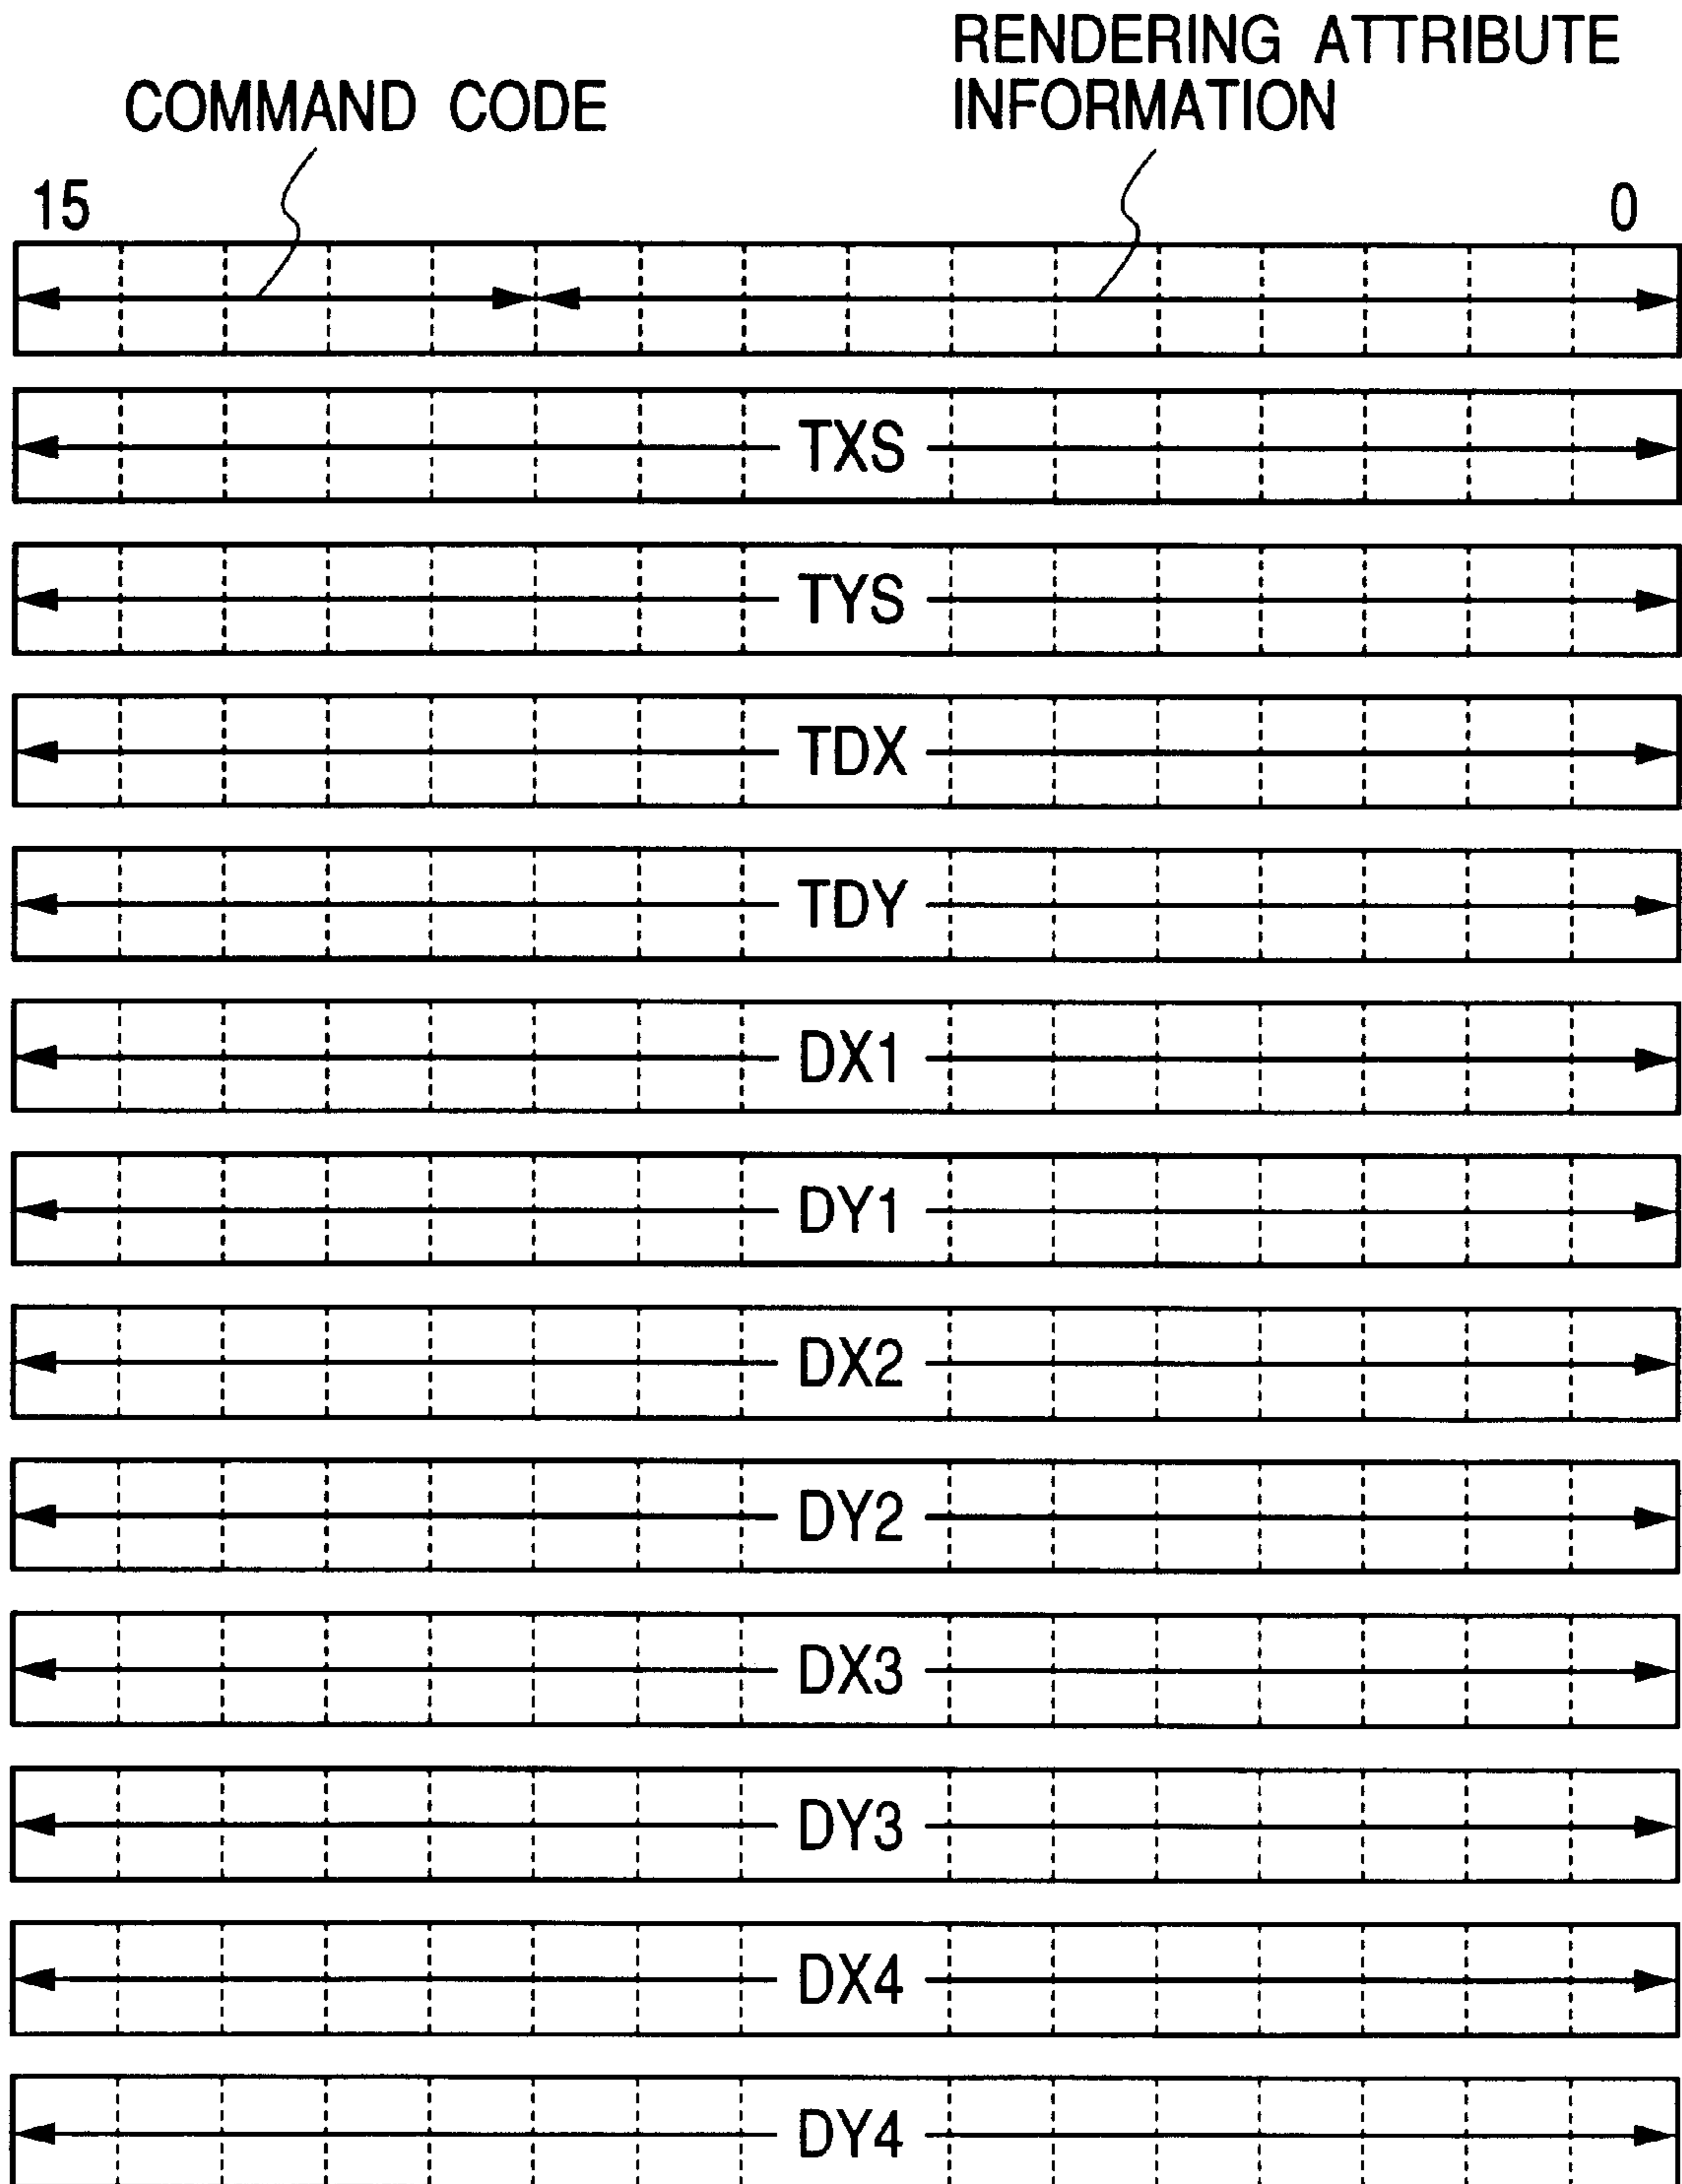 RENDERING ATTRIBUTE
INFORMATION
COMMAND CODE
15 0
TXS
TYS
TDX
TDY
DX1
DY1
DX2
DY2
DX3
DY3
DX4
DY4